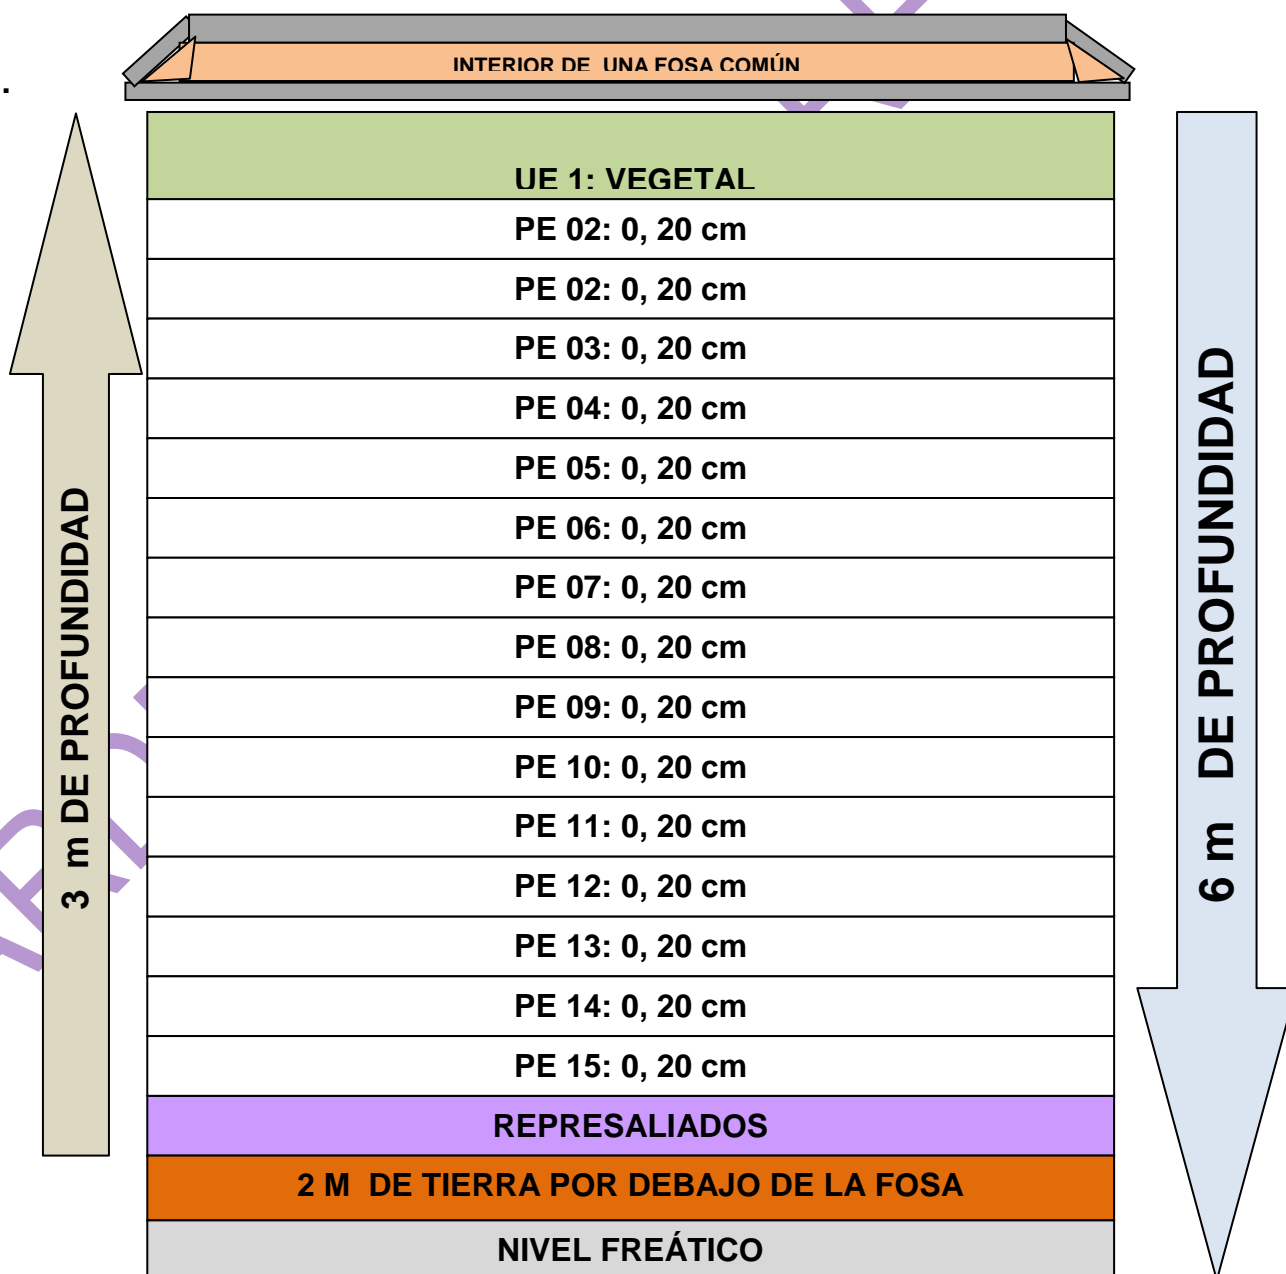 INTERIOR DE UNA FOSA COMÚN
.
UE 1: VEGETAL
PE 02: 0, 20 cm
PE 02: 0, 20 cm
PE 03: 0, 20 cm
PE 04: 0, 20 cm
PE 05: 0, 20 cm
PE 06: 0, 20 cm
PE 07: 0, 20 cm
PE 08: 0, 20 cm
PE 09: 0, 20 cm
PE 10: 0, 20 cm
PE 11: 0, 20 cm
PE 12: 0, 20 cm
PE 13: 0, 20 cm
PE 14: 0, 20 cm
PE 15: 0, 20 cm
REPRESALIADOS
2 M DE TIERRA POR DEBAJO DE LA FOSA
NIVEL FREÁTICO
3 m DE PROFUNDIDAD
6 m DE PROFUNDIDAD